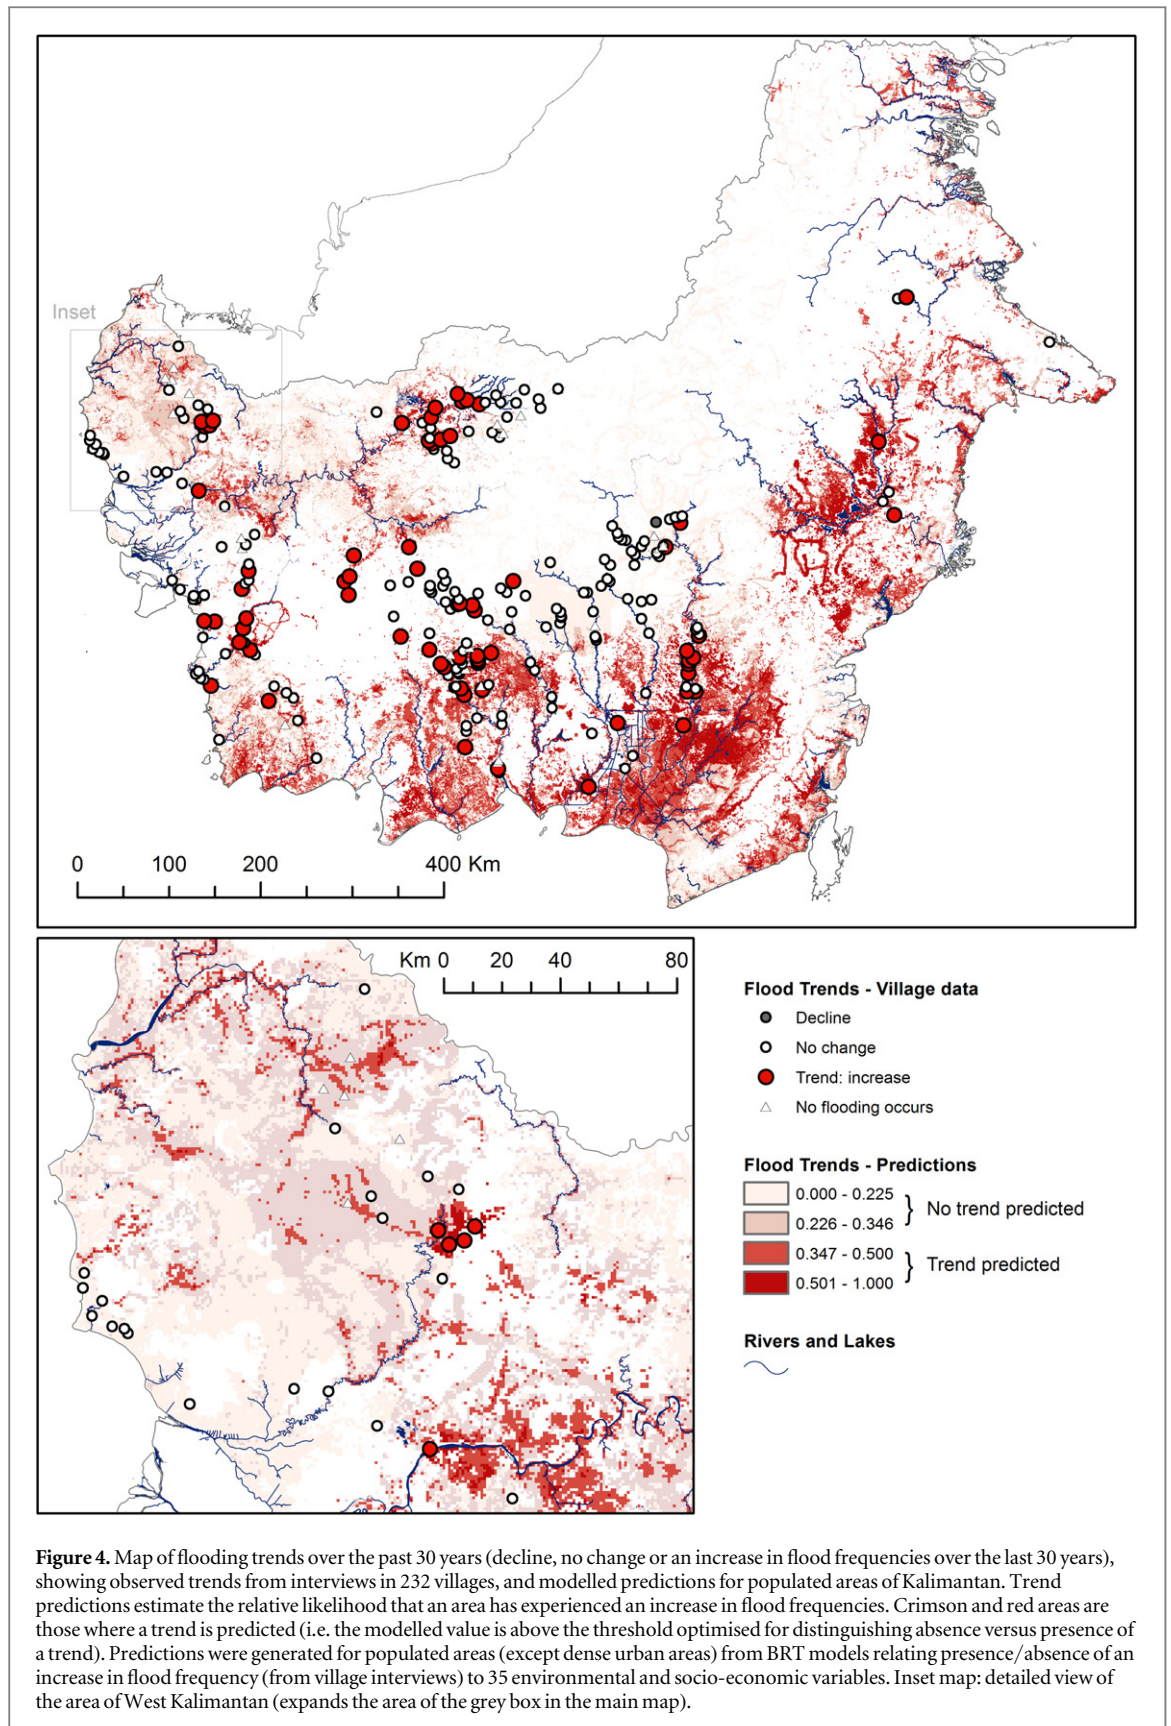 Inset
0 100 200 400 Km
Km 0 20 40 80
Flood Trends - Village data
Decline
No change
Trend: increase
No flooding occurs
Flood Trends - Predictions
0.000 - 0.225
0.226 - 0.346
} No trend predicted
0.347 - 0.500
0.501 - 1.000
} Trend predicted
Rivers and Lakes
Figure 4. Map of flooding trends over the past 30 years (decline, no change or an increase in flood frequencies over the last 30 years),
showing observed trends from interviews in 232 villages, and modelled predictions for populated areas of Kalimantan. Trend
predictions estimate the relative likelihood that an area has experienced an increase in flood frequencies. Crimson and red areas are
those where a trend is predicted (i.e. the modelled value is above the threshold optimised for distinguishing absence versus presence of
a trend). Predictions were generated for populated areas (except dense urban areas) from BRT models relating presence/absence of an
increase in flood frequency (from village interviews) to 35 environmental and socio-economic variables. Inset map: detailed view of
the area of West Kalimantan (expands the area of the grey box in the main map).